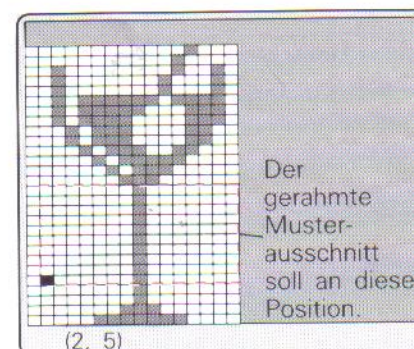 Der
gerahmte
Muster-
ausschnitt
soll an diese
Position.
(2, 5)